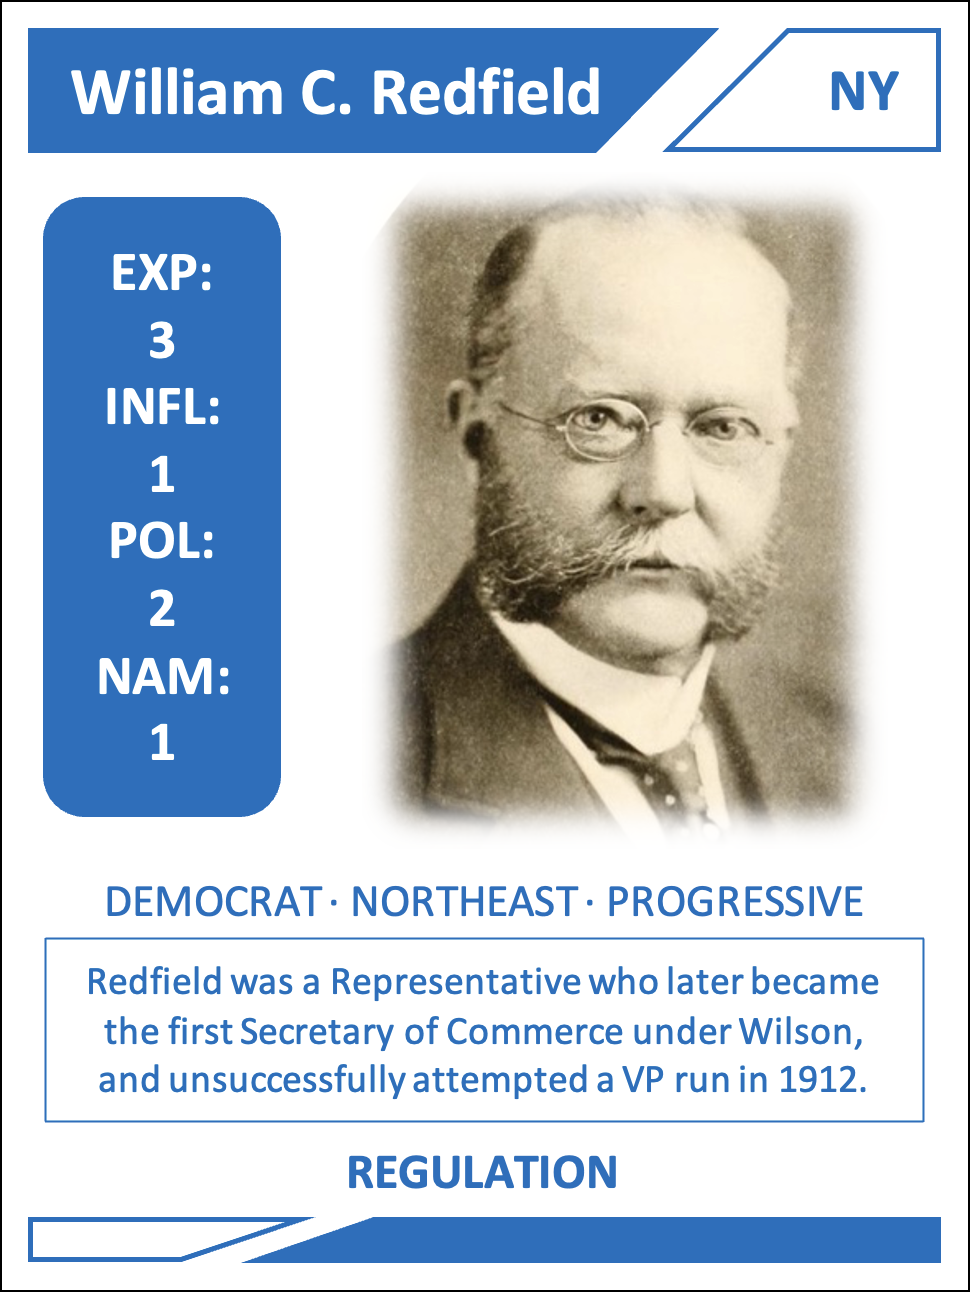 William C. Redfield
NY
EXP:
3
INFL:
1
POL:
2
NAM:
1
DEMOCRAT · NORTHEAST · PROGRESSIVE
Redfield was a Representative who later became
the first Secretary of Commerce under Wilson,
and unsuccessfully attempted a VP run in 1912.
REGULATION